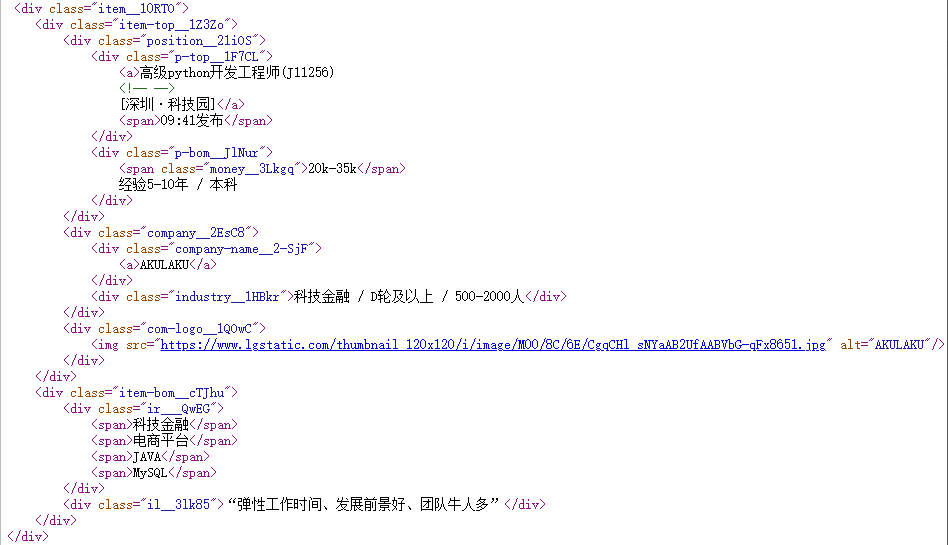 <div class="item__10RTO">
<div class="item-top__1Z3Zo">
<div class="position__21iOS">
<div class="p-top__1F7CL">
<a>高级python开发工程师(J11256)
<!-- -->
[深圳·科技园]</a>
<span>09:41发布</span>
</div>
<div class="p-bom__JlNur">
<span class="money__3Lkgq">20k-35k</span>
经验5-10年 / 本科
</div>
</div>
<div class="company__2EsC8">
<div class="company-name__2-SjF">
<a>AKULAKU</a>
</div>
<div class="industry__1HBkr">科技金融 / D轮及以上 / 500-2000人</div>
</div>
<div class="com-logo__1QOwC">
<img src="https://www.lgstatic.com/thumbnail_120x120/i/image/M00/8C/6E/CgqCHl_sNYaAB2UfAABVbG-qFx8651.jpg" alt="AKULAKU"/>
</div>
</div>
<div class="item-bom__cTJhu">
<div class="ir___QwEG">
<span>科技金融</span>
<span>电商平台</span>
<span>JAVA</span>
<span>MySQL</span>
</div>
<div class="il__3lk85">“弹性工作时间、发展前景好、团队牛人多”</div>
</div>
</div>